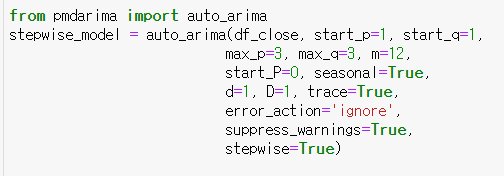 from pmdarima import auto_arima
stepwise_model = auto_arima(df_close, start_p=1, start_q=1,
                            max_p=3, max_q=3, m=12,
                            start_P=0, seasonal=True,
                            d=1, D=1, trace=True,
                            error_action='ignore',
                            suppress_warnings=True,
                            stepwise=True)